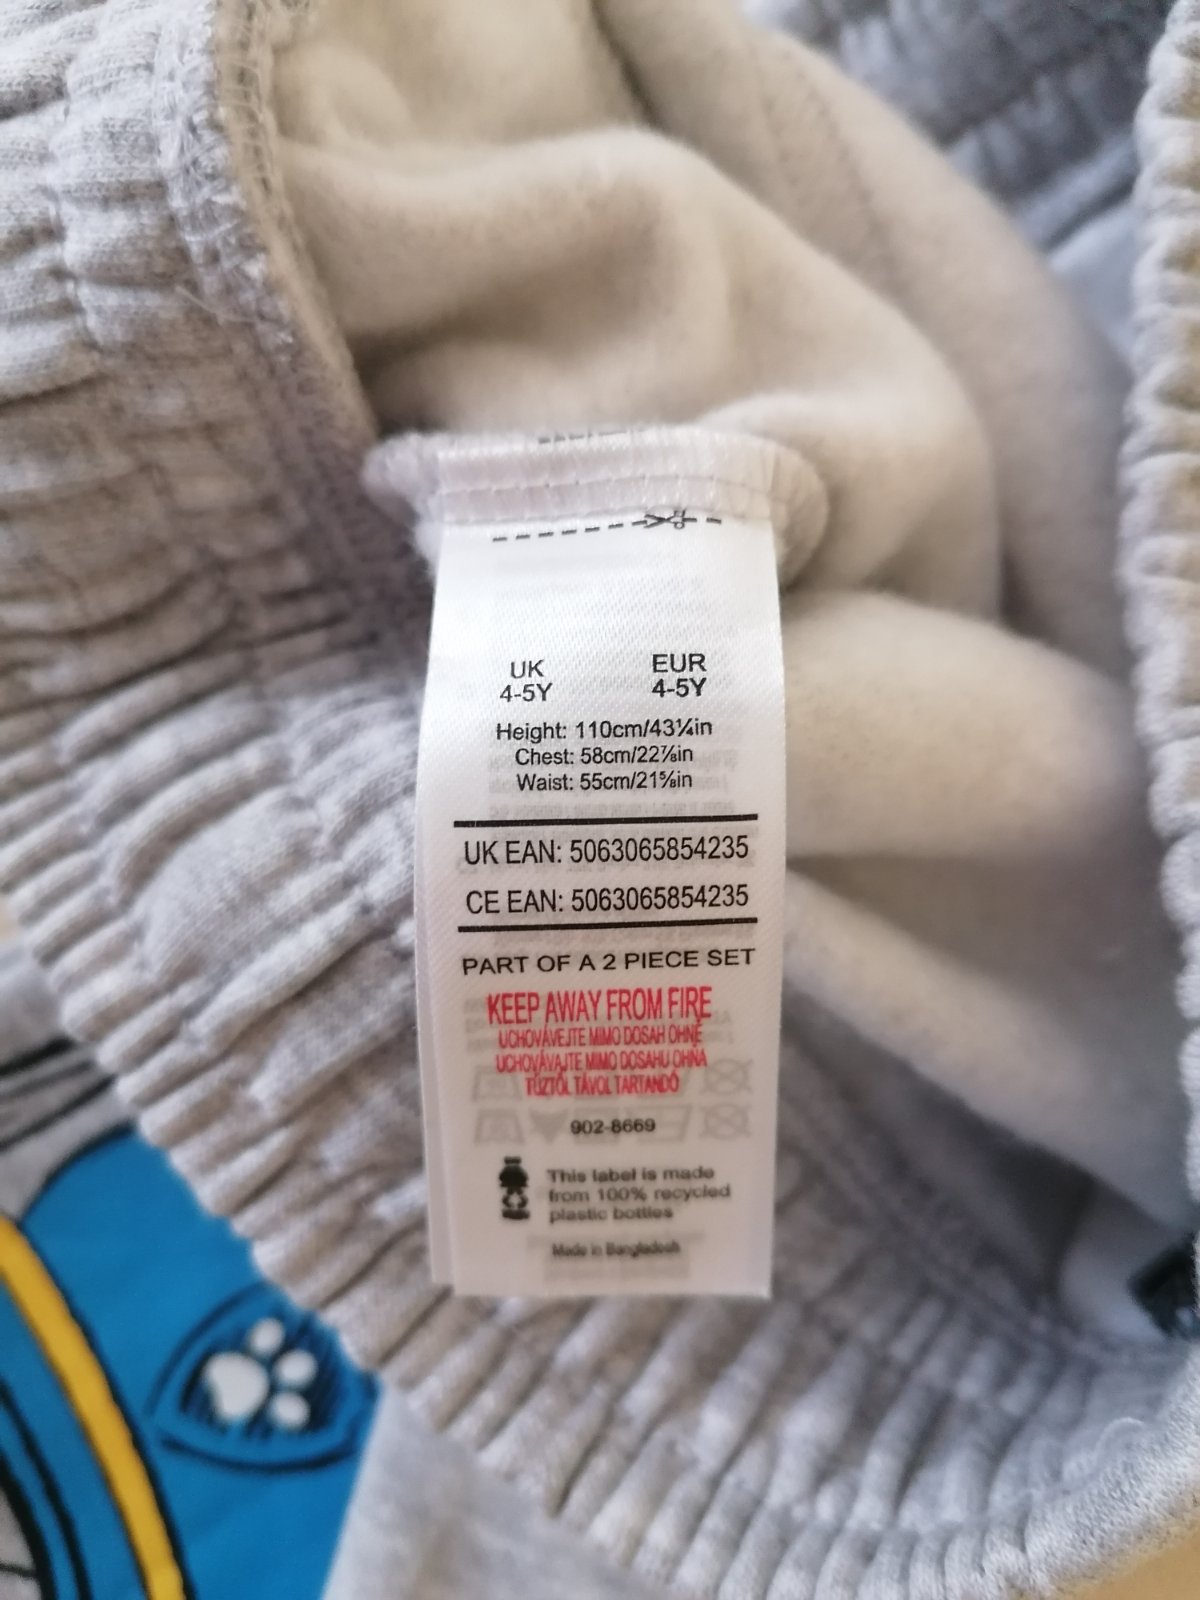 UK EUR
4-5Y 4-5Y
Height: 110cm/43¼in
Chest: 58cm/22⅞in
Waist: 55cm/21⅝in
UK EAN: 5063065854235
CE EAN: 5063065854235
PART OF A 2 PIECE SET
KEEP AWAY FROM FIRE
UCHOVÁVEJTE MIMO DOSAH OHNĚ
UCHOVÁVAJTE MIMO DOSAHU OHŇA
TŰZTŐL TÁVOL TARTANDÓ
902-8669
This label is made
from 100% recycled
plastic bottles
Made in Bangladesh